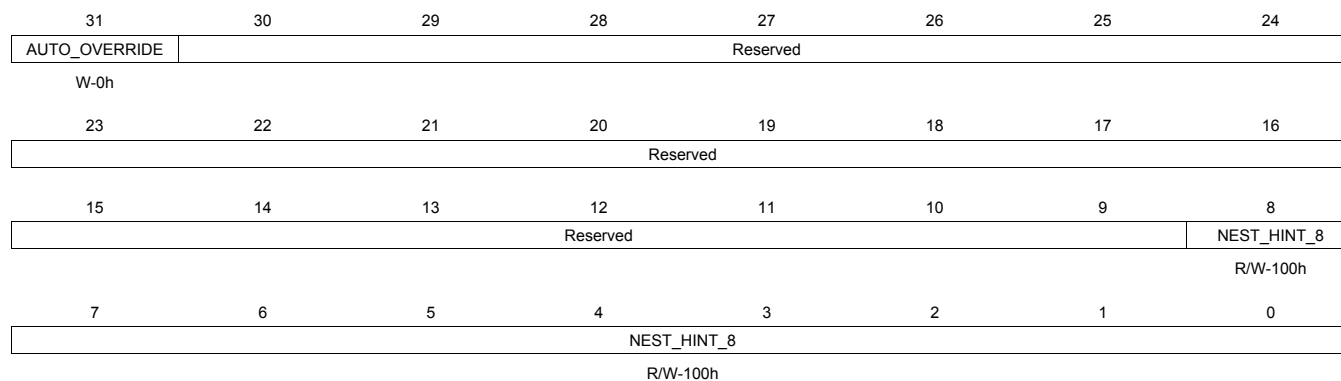 31 30 29 28 27 26 25 24
AUTO_OVERRIDE Reserved
W-0h
23 22 21 20 19 18 17 16
Reserved
15 14 13 12 11 10 9 8
Reserved NEST_HINT_8
R/W-100h
7 6 5 4 3 2 1 0
NEST_HINT_8
R/W-100h